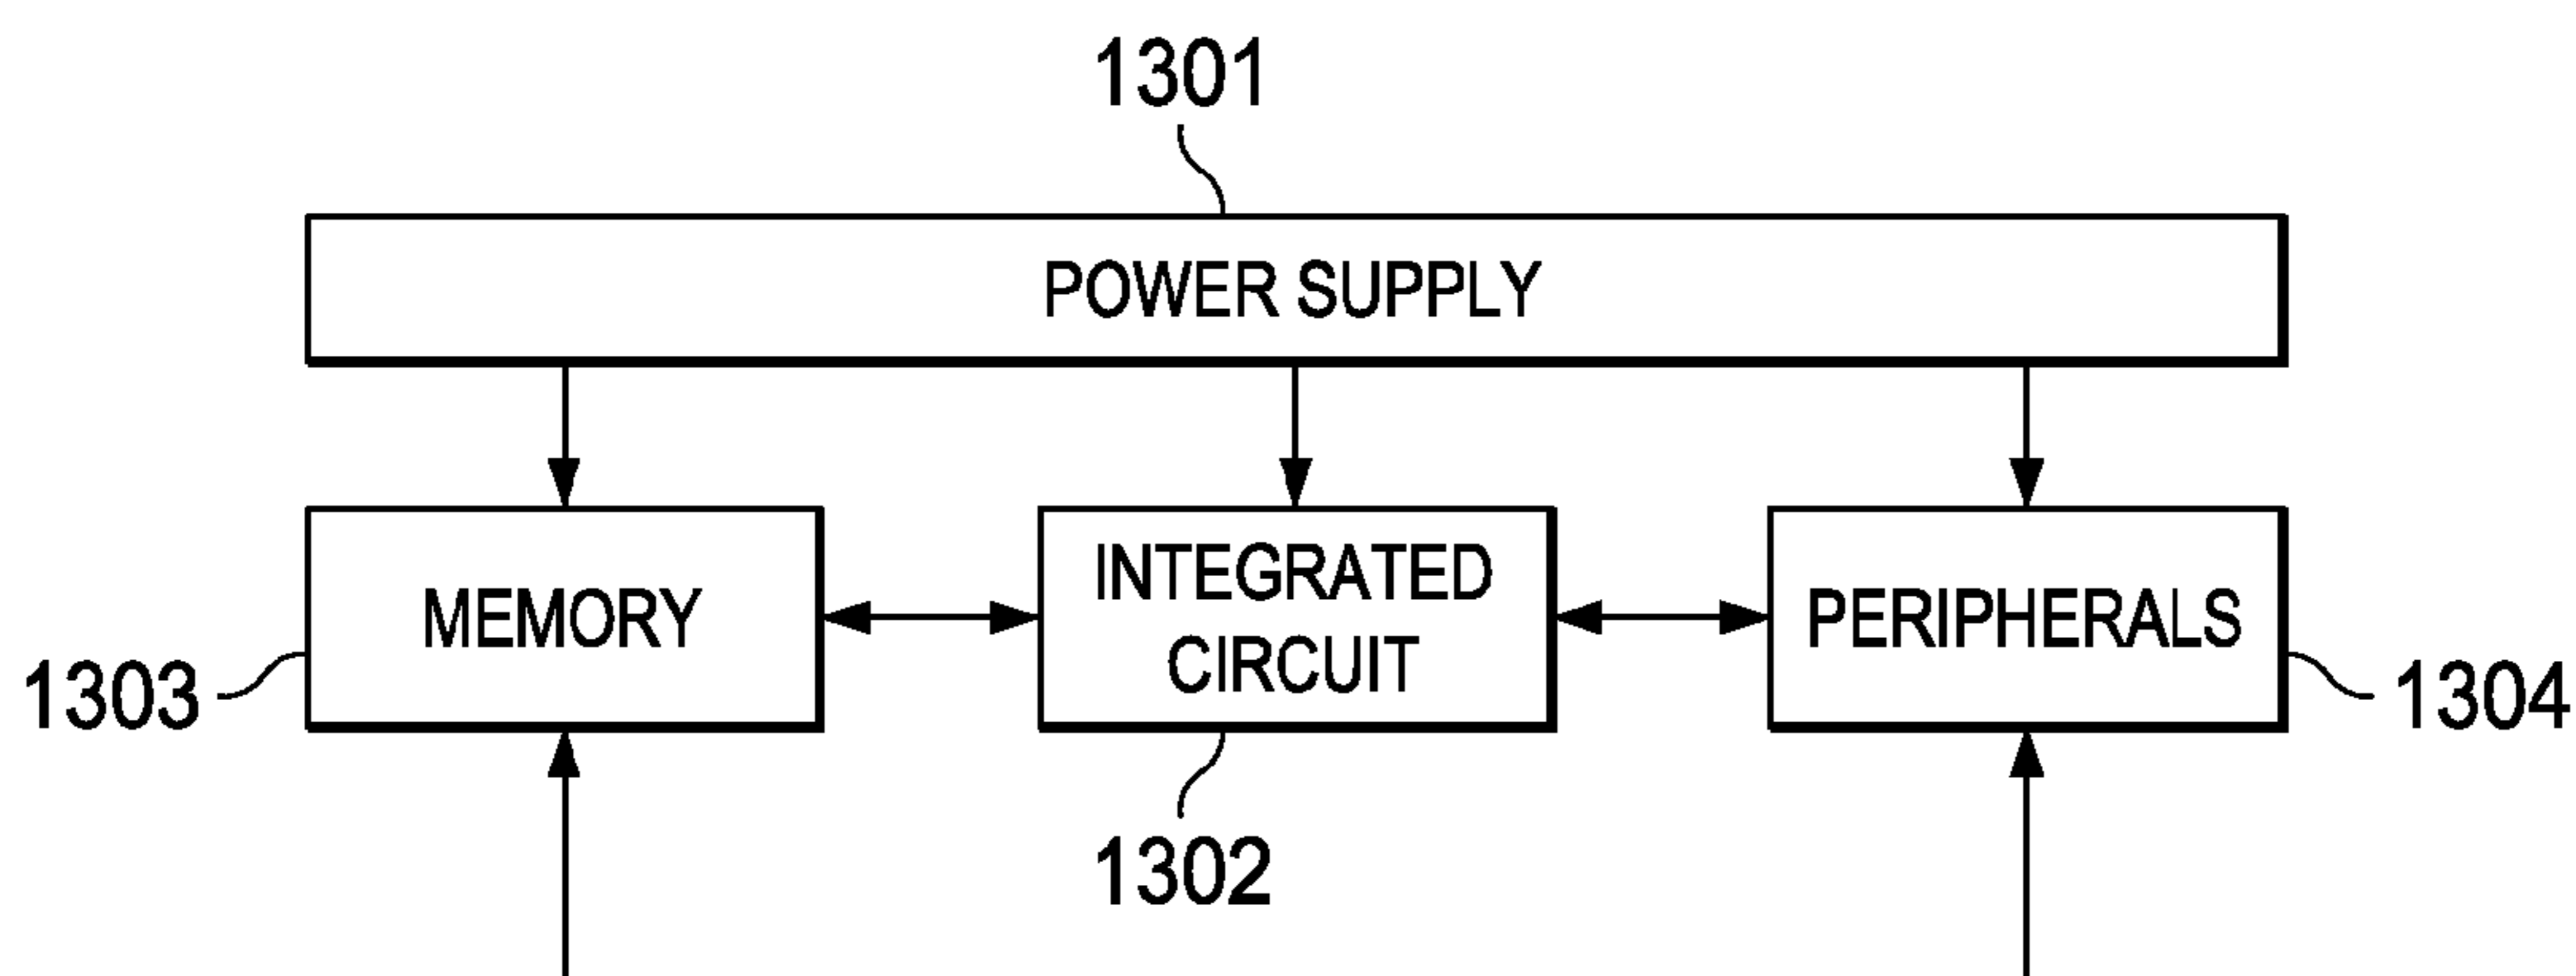 1301
POWER SUPPLY
MEMORY
INTEGRATED
CIRCUIT
PERIPHERALS
1303
1304
1302